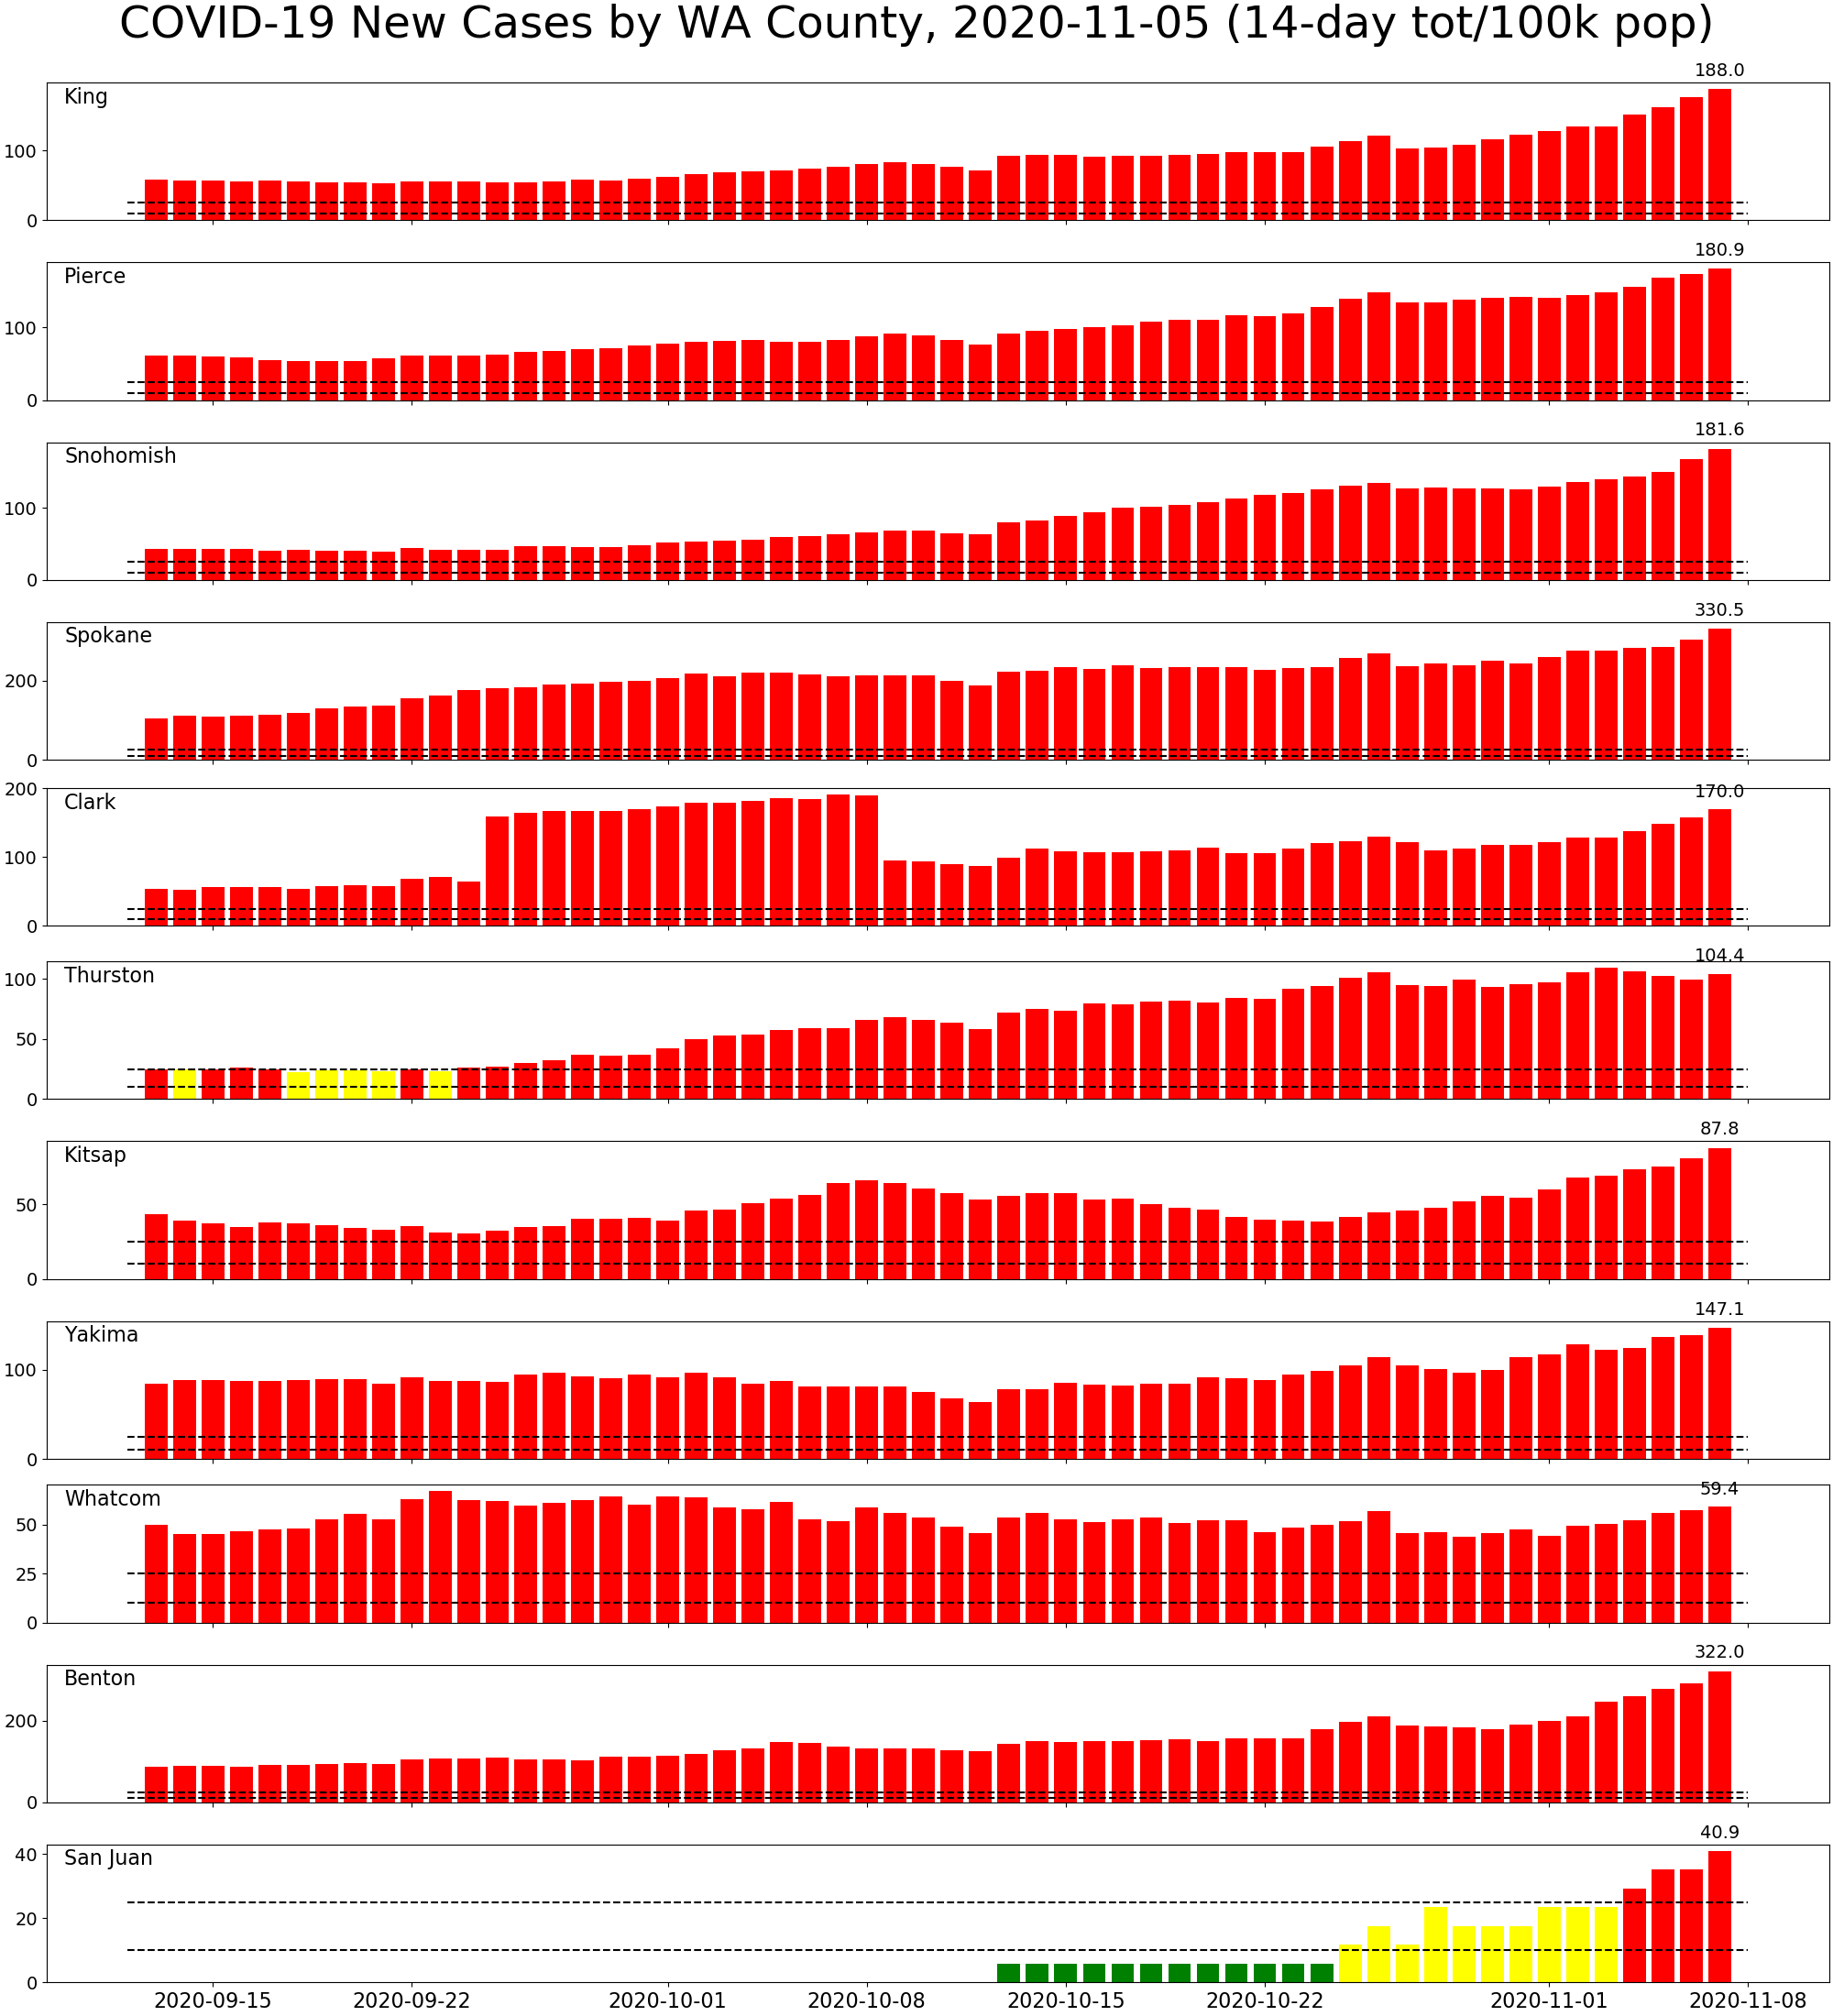 COVID-19 New Cases by WA County, 2020-11-05 (14-day tot/100k pop)
188.0
King
100
0
180.9
Pierce
100
0
181.6
Snohomish
100
0
330.5
Spokane
200
0
200
170.0
Clark
100
0
104.4
Thurston
100
50
0
87.8
Kitsap
50
0
147.1
Yakima
100
0
59.4
Whatcom
50
25
0
322.0
Benton
200
0
40.9
San Juan
40
20
0
2020-09-15 2020-09-22 2020-10-01 2020-10-08 2020-10-15 2020-10-22 2020-11-01 2020-11-08